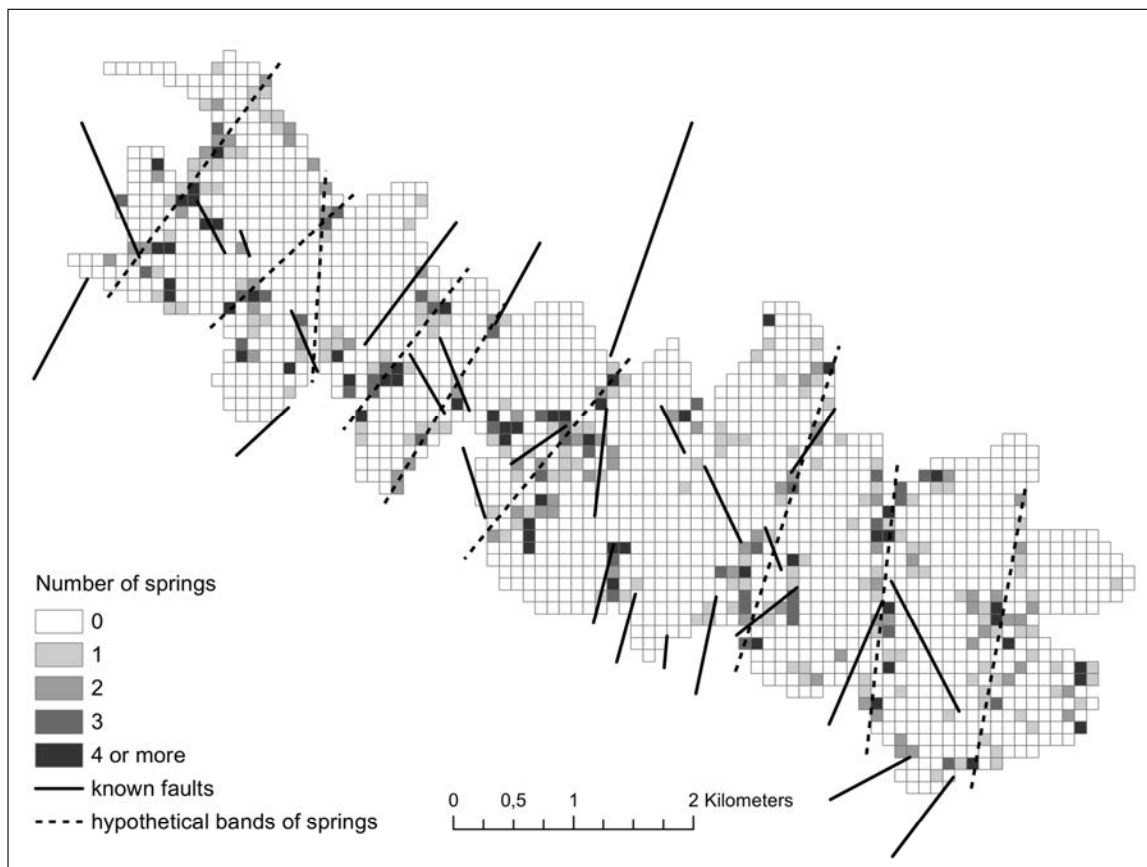 Number of springs
0
1
2
3
4 or more
known faults
hypothetical bands of springs
0 0,5 1 2 Kilometers